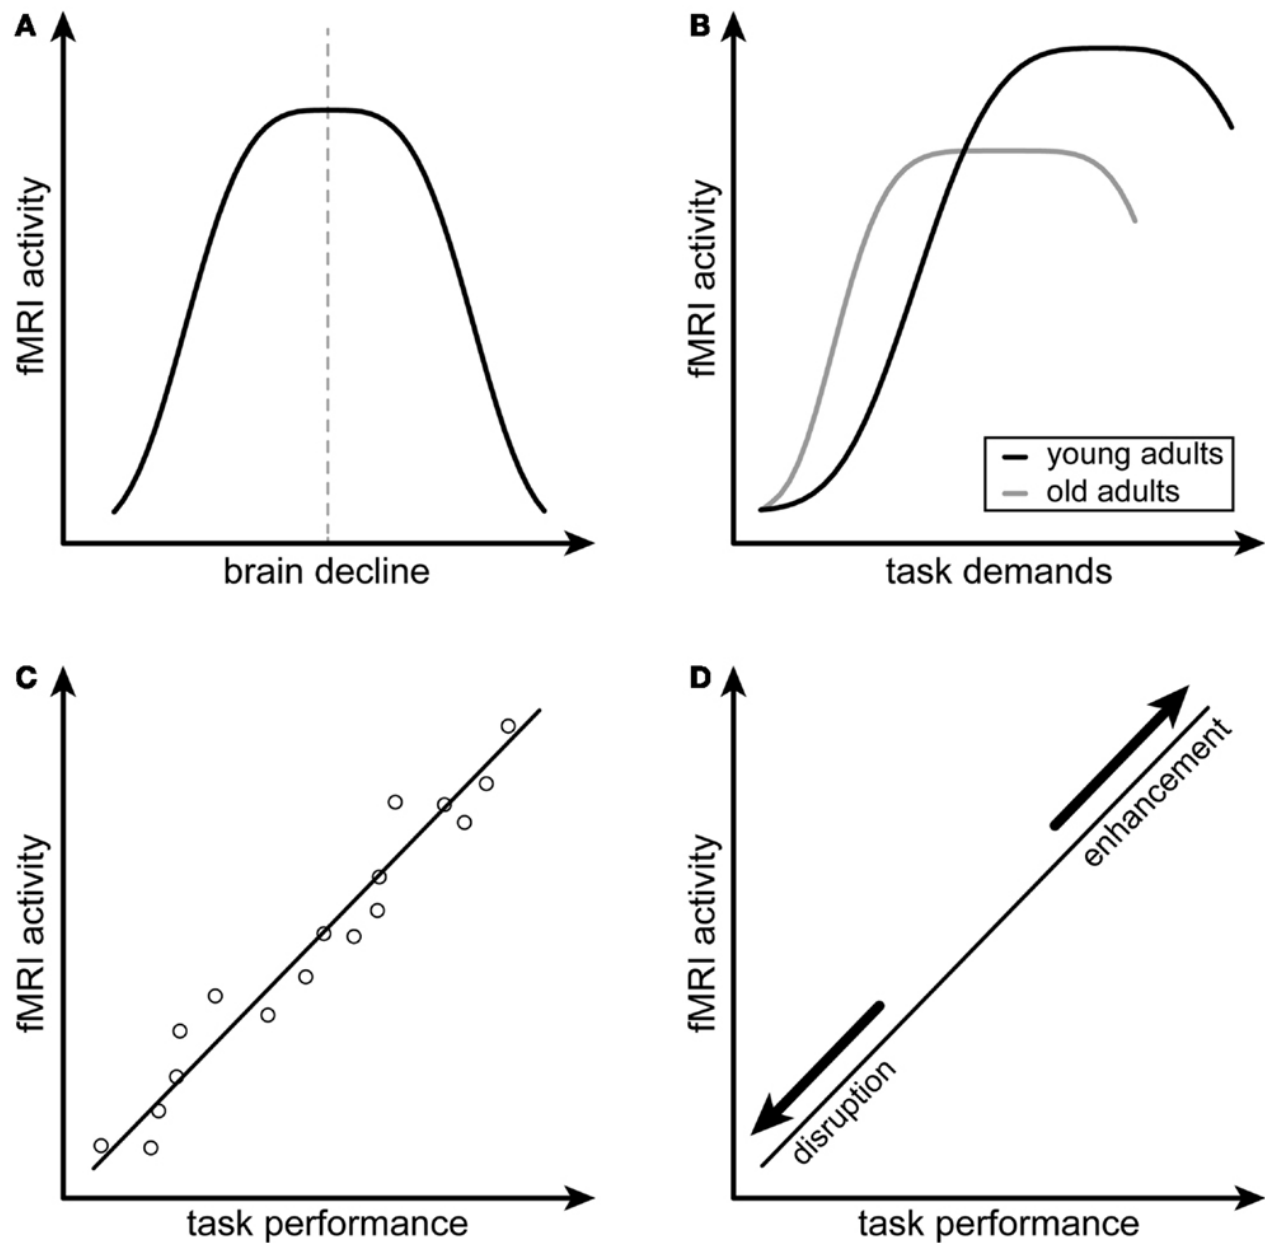 A
fMRI activity
brain decline
B
fMRI activity
young adults
old adults
task demands
C
fMRI activity
task performance
D
fMRI activity
enhancement
disruption
task performance